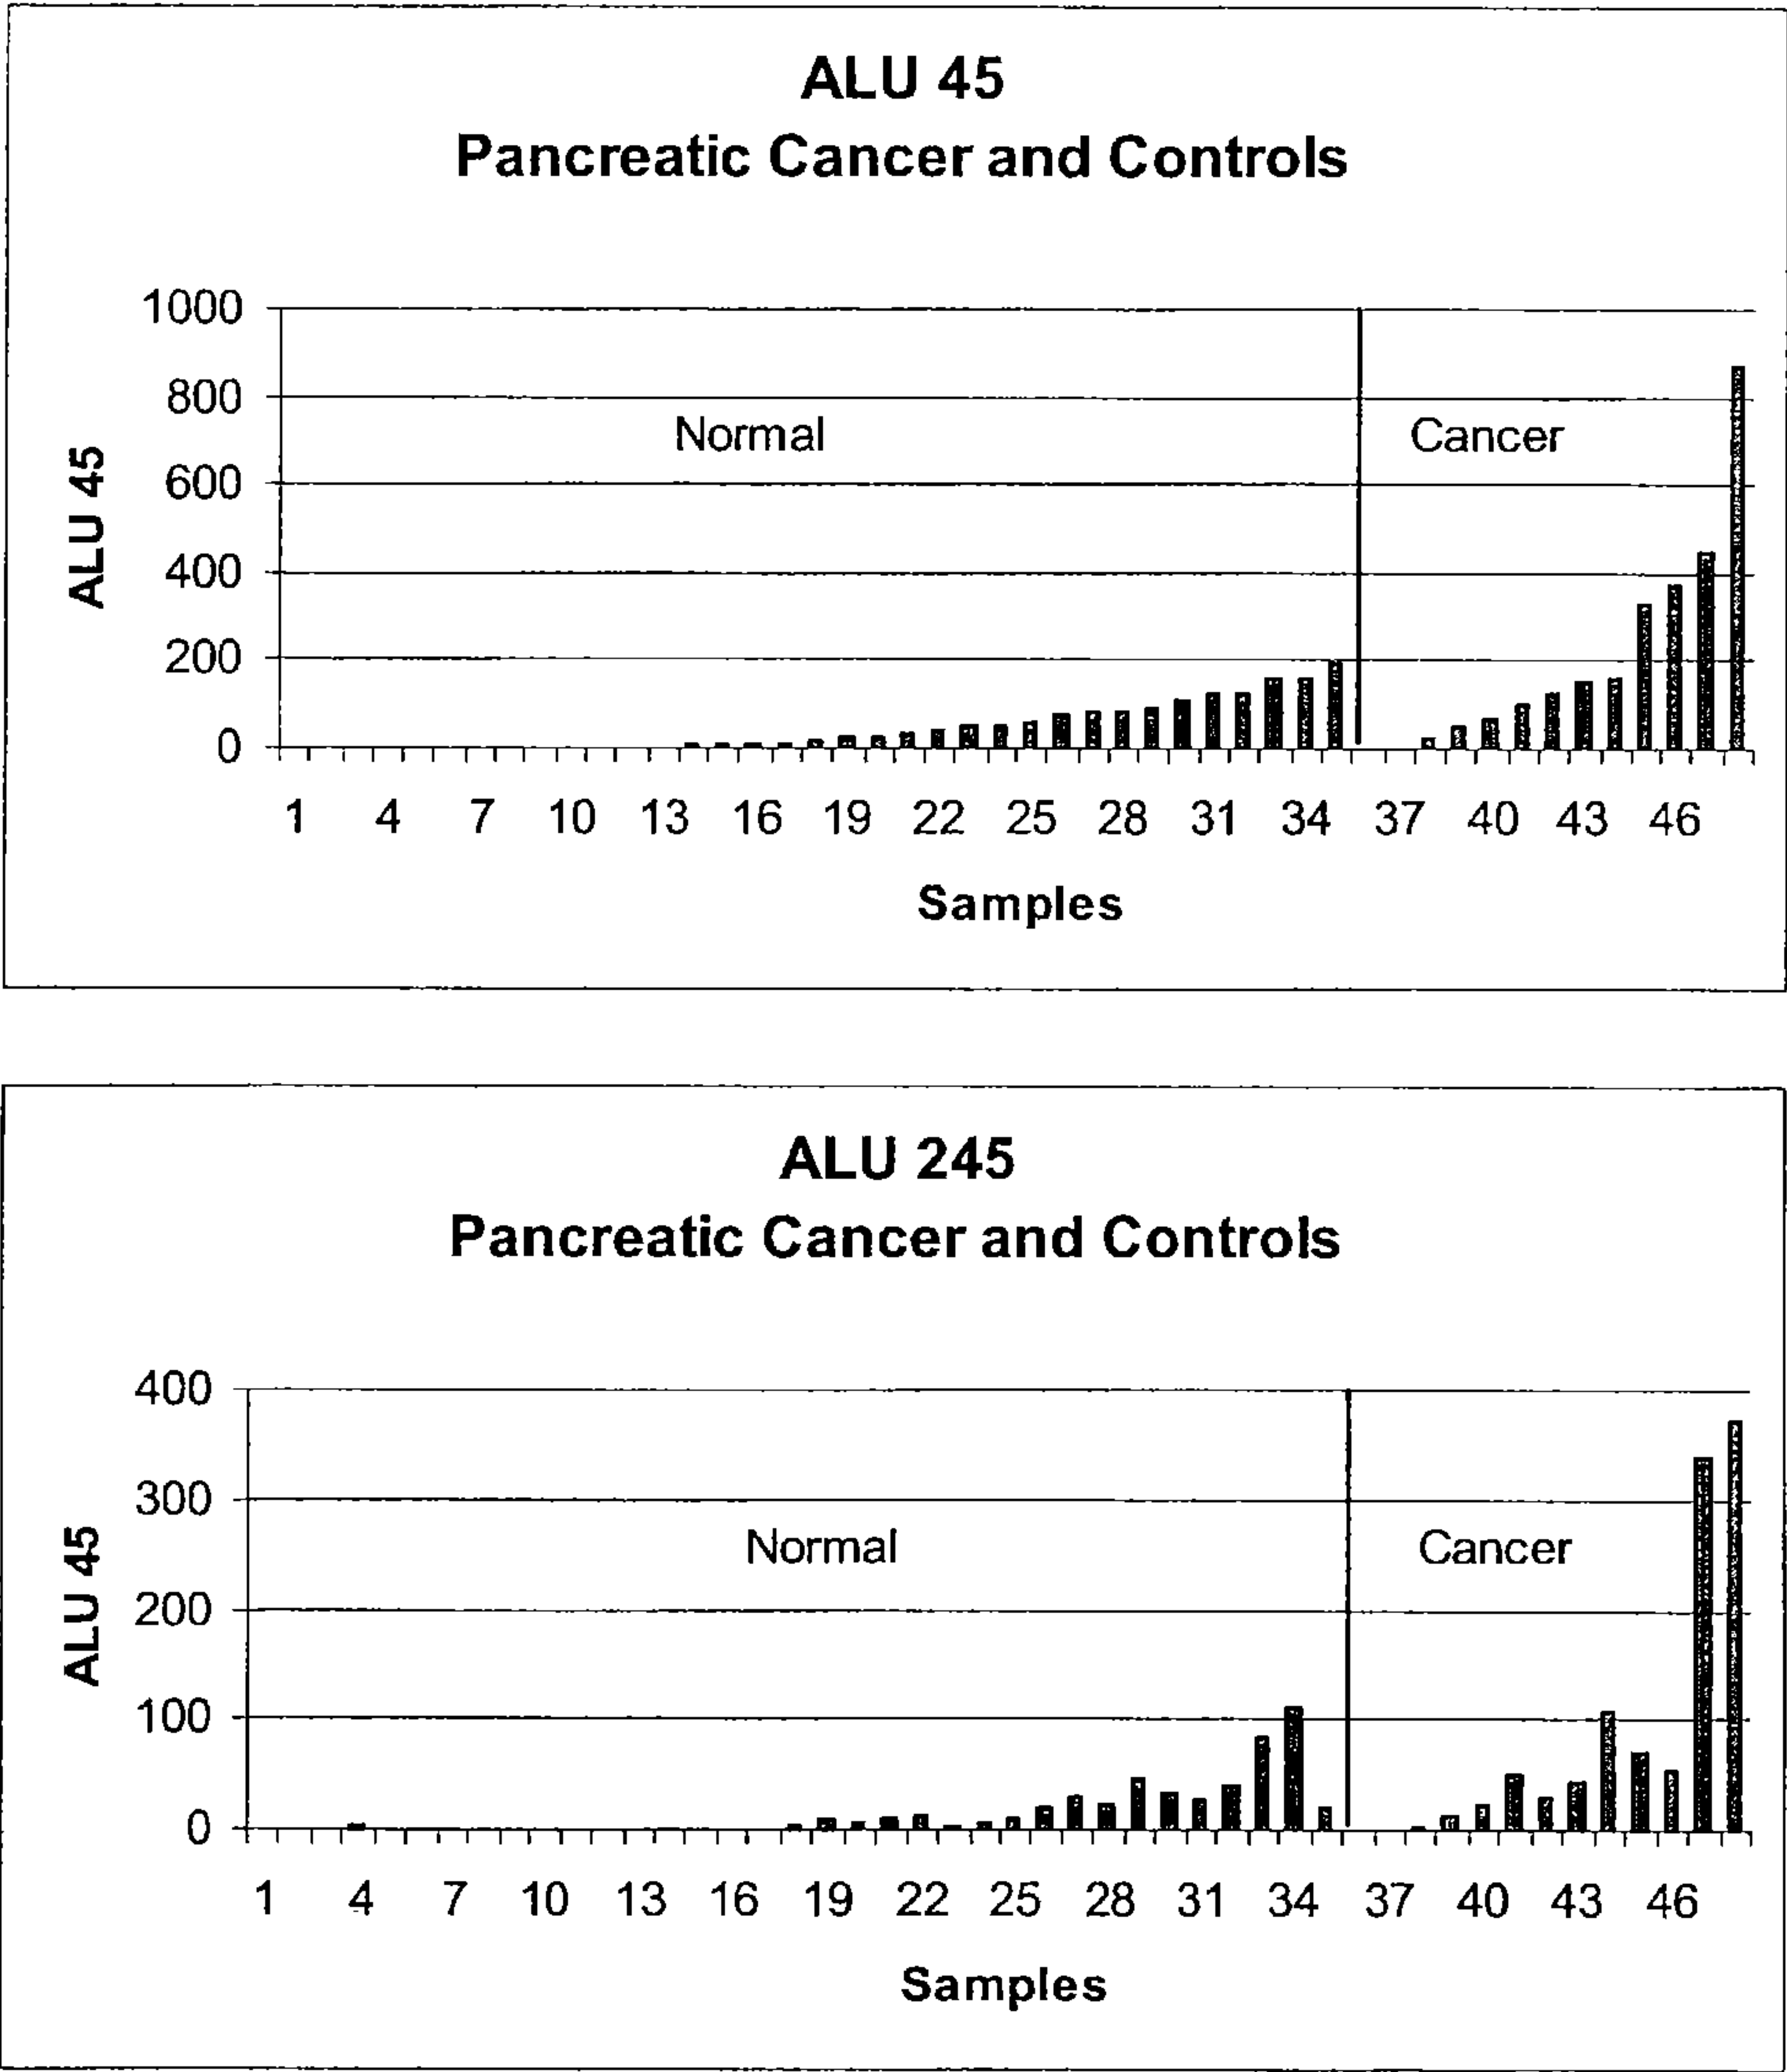 ALU 45
Pancreatic Cancer and Controls
1000
800
600
400
200
0
ALU 45
Normal
Cancer
1 4 7 10 13 16 19 22 25 28 31 34 37 40 43 46
Samples
ALU 245
Pancreatic Cancer and Controls
400
300
200
100
0
ALU 45
Normal
Cancer
1 4 7 10 13 16 19 22 25 28 31 34 37 40 43 46
Samples